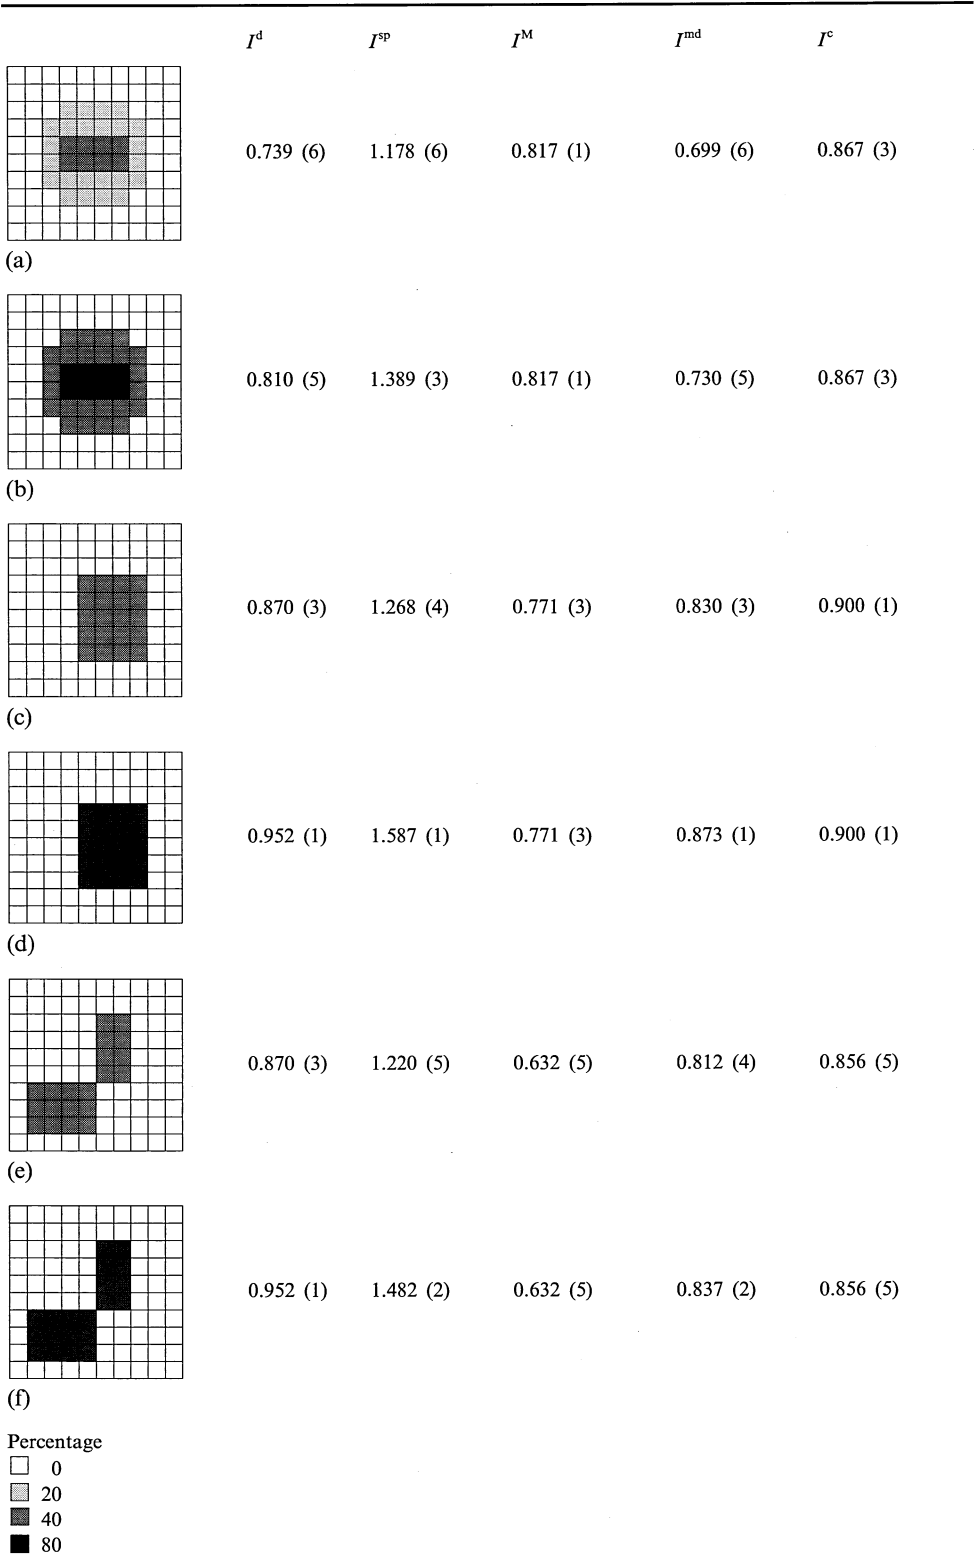 I^d I^sp I^M I^md I^c
0.739 (6) 1.178 (6) 0.817 (1) 0.699 (6) 0.867 (3)
(a)
0.810 (5) 1.389 (3) 0.817 (1) 0.730 (5) 0.867 (3)
(b)
0.870 (3) 1.268 (4) 0.771 (3) 0.830 (3) 0.900 (1)
(c)
0.952 (1) 1.587 (1) 0.771 (3) 0.873 (1) 0.900 (1)
(d)
0.870 (3) 1.220 (5) 0.632 (5) 0.812 (4) 0.856 (5)
(e)
0.952 (1) 1.482 (2) 0.632 (5) 0.837 (2) 0.856 (5)
(f)
Percentage
0
20
40
80